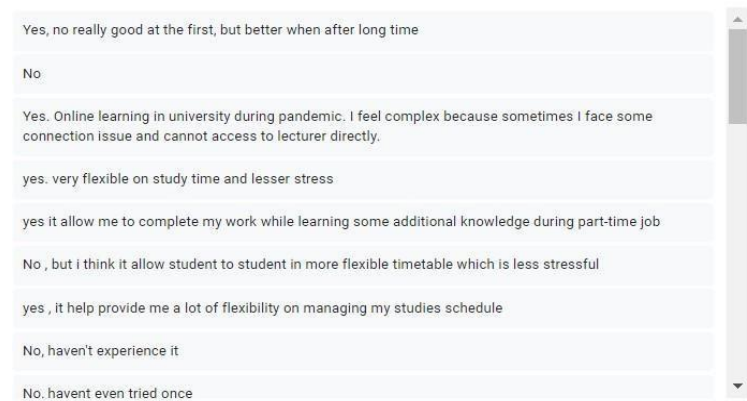 Yes, no really good at the first, but better when after long time
No
Yes. Online learning in university during pandemic. I feel complex because sometimes I face some
connection issue and cannot access to lecturer directly.
yes. very flexible on study time and lesser stress
yes it allow me to complete my work while learning some additional knowledge during part-time job
No , but i think it allow student to student in more flexible timetable which is less stressful
yes , it help provide me a lot of flexibility on managing my studies schedule
No, haven't experience it
No. havent even tried once